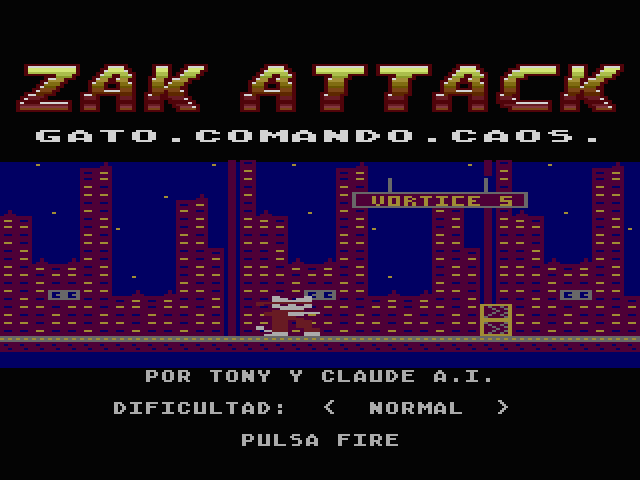 ZAK ATTACK
GATO.COMANDO.CAOS.
VORTICE 5
POR TONY Y CLAUDE A.I.
DIFICULTAD: < NORMAL >
PULSA FIRE